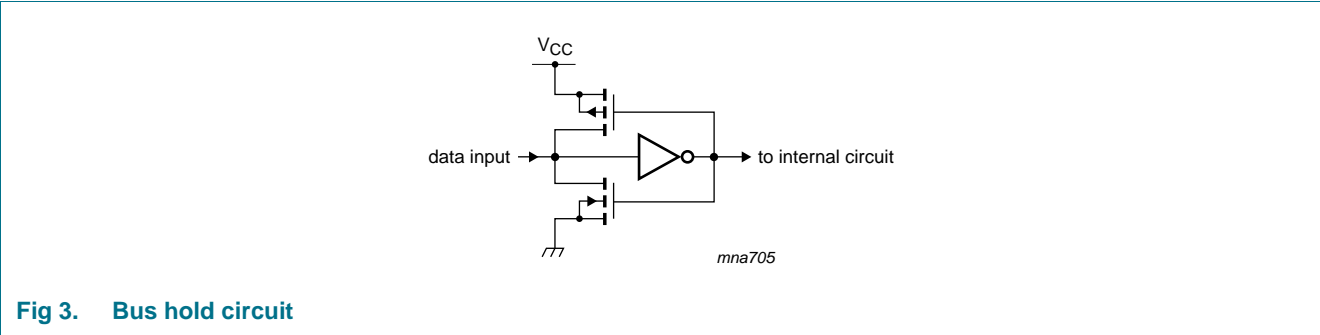 VCC
data input
to internal circuit
mna705
Fig 3. Bus hold circuit